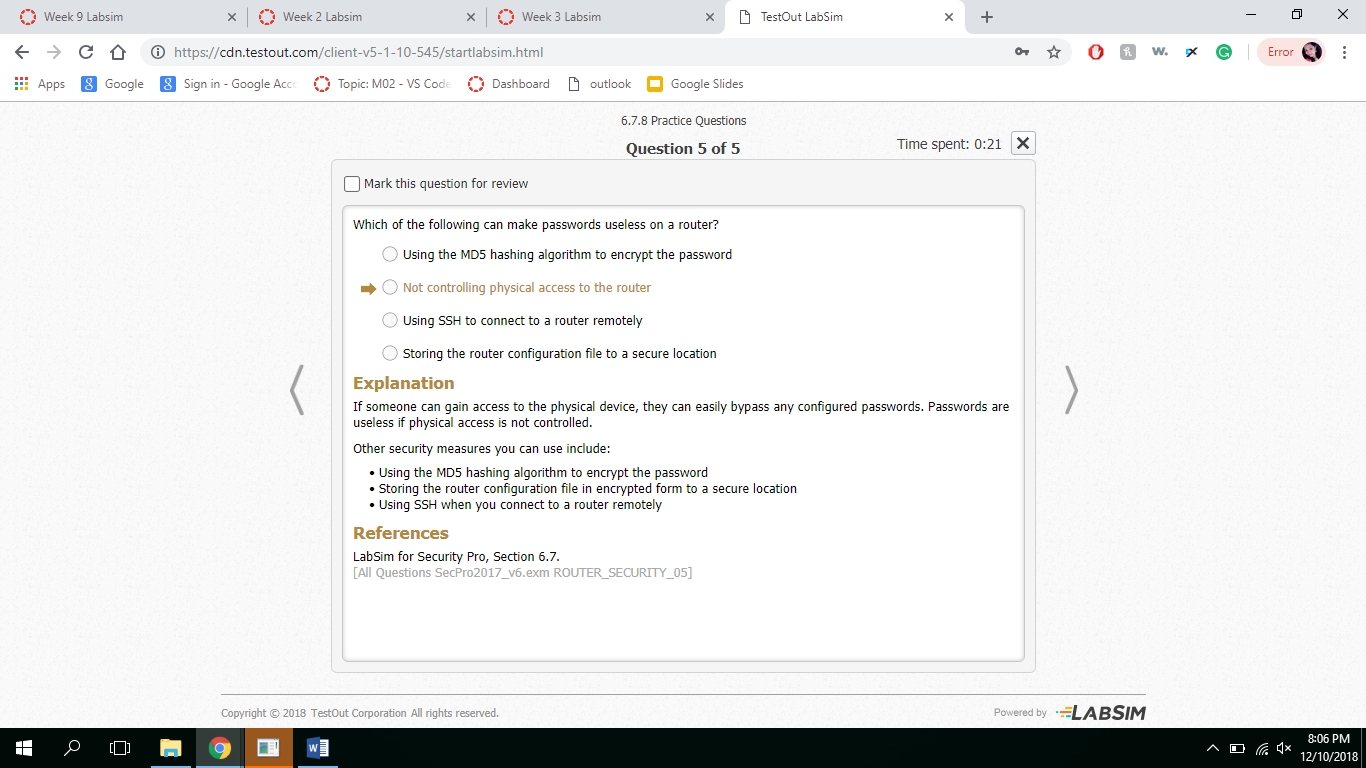 Week 9 Labsim
Week 2 Labsim
Week 3 Labsim
TestOut LabSim
https://cdn.testout.com/client-v5-1-10-545/startlabsim.html
Error
Apps
Google
Sign in - Google Acc
Topic: M02 - VS Code
Dashboard
outlook
Google Slides
6.7.8 Practice Questions
Question 5 of 5
Time spent: 0:21
Mark this question for review
Which of the following can make passwords useless on a router?
Using the MD5 hashing algorithm to encrypt the password
Not controlling physical access to the router
Using SSH to connect to a router remotely
Storing the router configuration file to a secure location
Explanation
If someone can gain access to the physical device, they can easily bypass any configured passwords. Passwords are
useless if physical access is not controlled.
Other security measures you can use include:
• Using the MD5 hashing algorithm to encrypt the password
• Storing the router configuration file in encrypted form to a secure location
• Using SSH when you connect to a router remotely
References
LabSim for Security Pro, Section 6.7.
[All Questions SecPro2017_v6.exm ROUTER_SECURITY_05]
Copyright © 2018 TestOut Corporation All rights reserved.
Powered by LABSIM
8:06 PM
12/10/2018